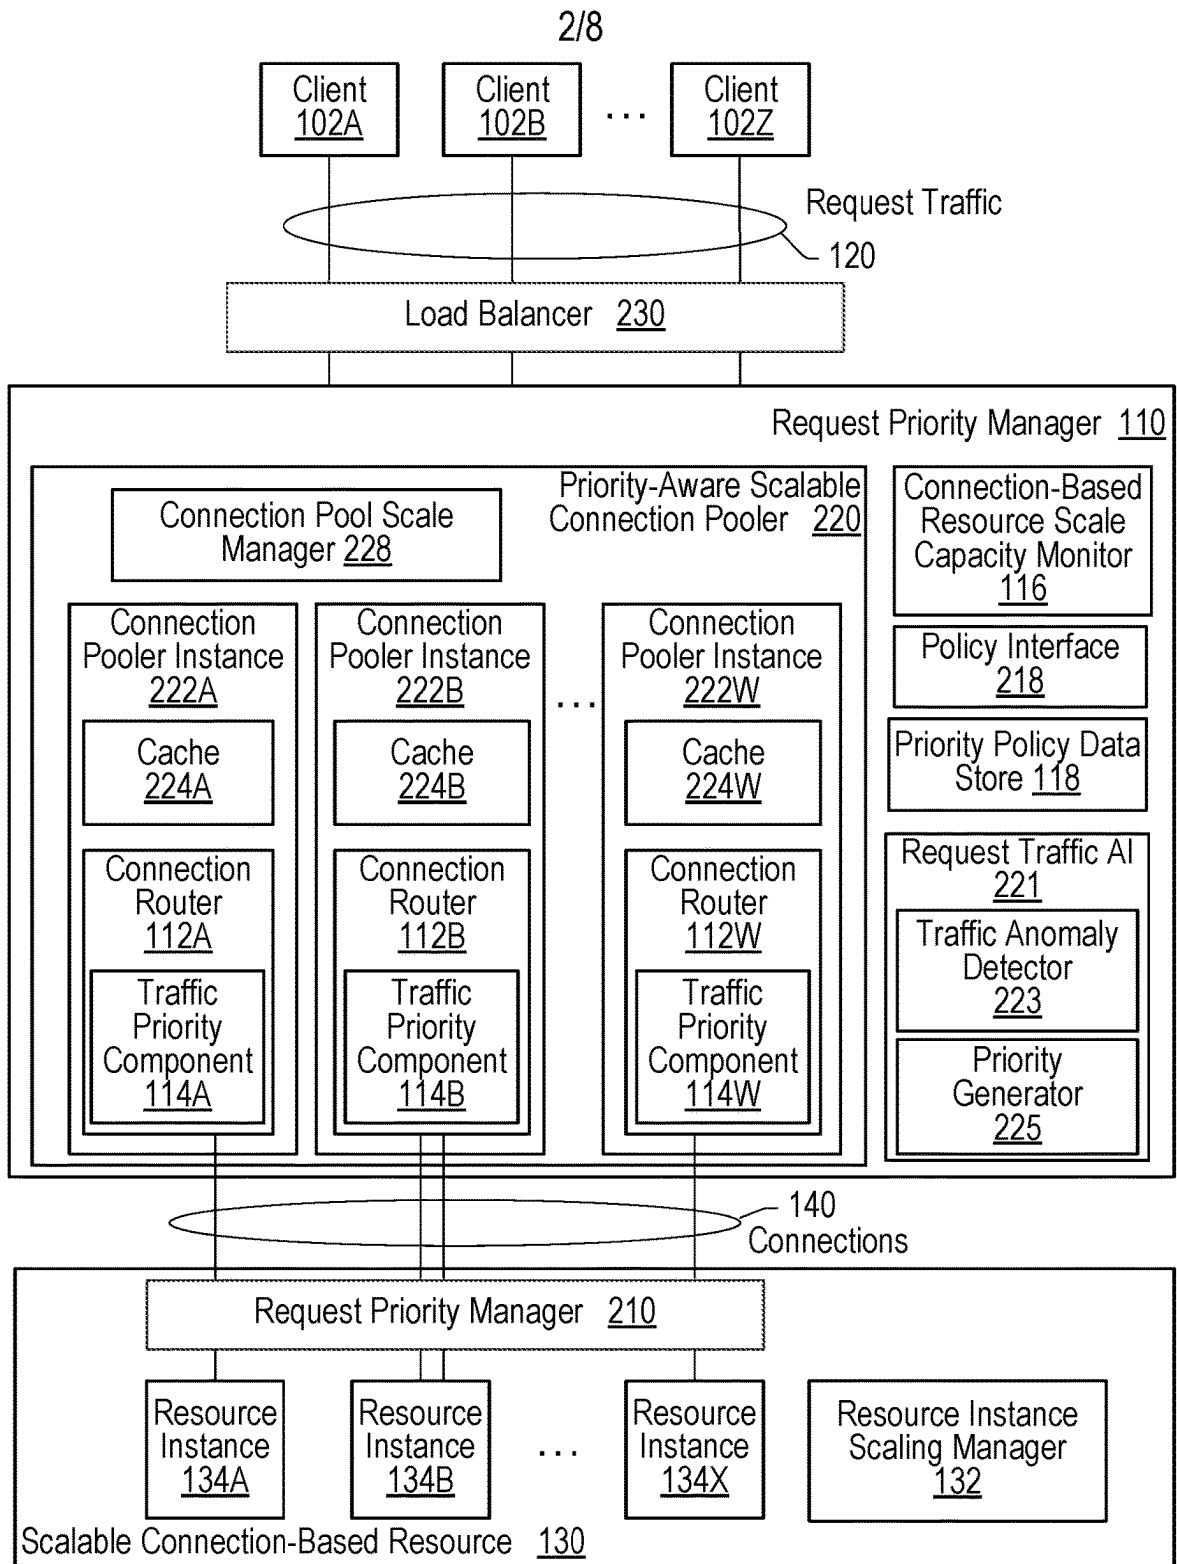 2/8
Client
102A
Client
102B
...
Client
102Z
Request Traffic
120
Load Balancer 230
Request Priority Manager 110
Priority-Aware Scalable
Connection Pooler 220
Connection Pool Scale
Manager 228
Connection
Pooler Instance
222A
Cache
224A
Connection
Router
112A
Traffic
Priority
Component
114A
Connection
Pooler Instance
222B
Cache
224B
Connection
Router
112B
Traffic
Priority
Component
114B
...
Connection
Pooler Instance
222W
Cache
224W
Connection
Router
112W
Traffic
Priority
Component
114W
Connection-Based
Resource Scale
Capacity Monitor
116
Policy Interface
218
Priority Policy Data
Store 118
Request Traffic AI
221
Traffic Anomaly
Detector
223
Priority
Generator
225
140
Connections
Request Priority Manager 210
Resource
Instance
134A
Resource
Instance
134B
...
Resource
Instance
134X
Resource Instance
Scaling Manager
132
Scalable Connection-Based Resource 130